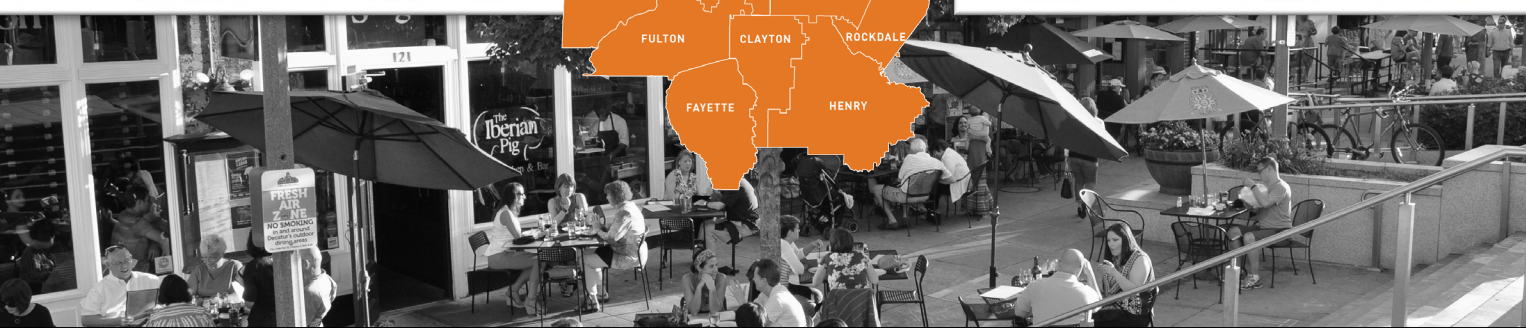 FULTON
CLAYTON
ROCKDALE
FAYETTE
HENRY
121
The
Iberian
Pig
& Bar
FRESH
AIR
ZONE
NO SMOKING
in and around
Decatur's outdoor
dining areas